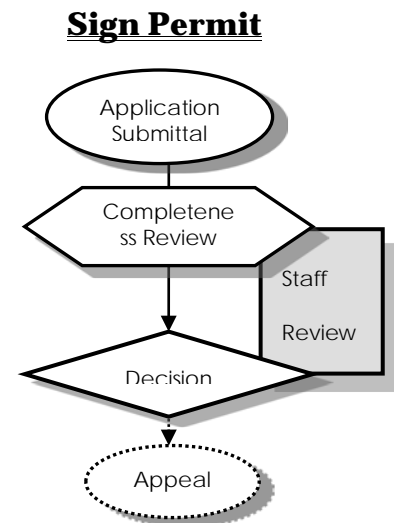 Sign Permit
Application
Submittal
Completene
ss Review
Staff
Review
Decision
Appeal